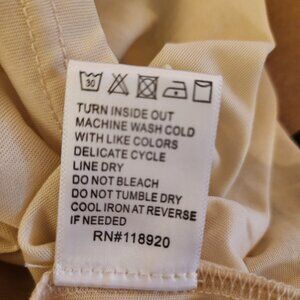 30
TURN INSIDE OUT
MACHINE WASH COLD
WITH LIKE COLORS
DELICATE CYCLE
LINE DRY
DO NOT BLEACH
DO NOT TUMBLE DRY
COOL IRON AT REVERSE
IF NEEDED
RN#118920